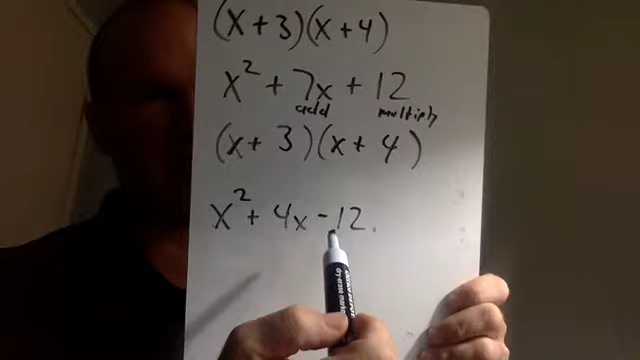 (x+3)(x+4)
x² + 7x + 12
add multiply
(x + 3)(x + 4)
x² + 4x - 12.